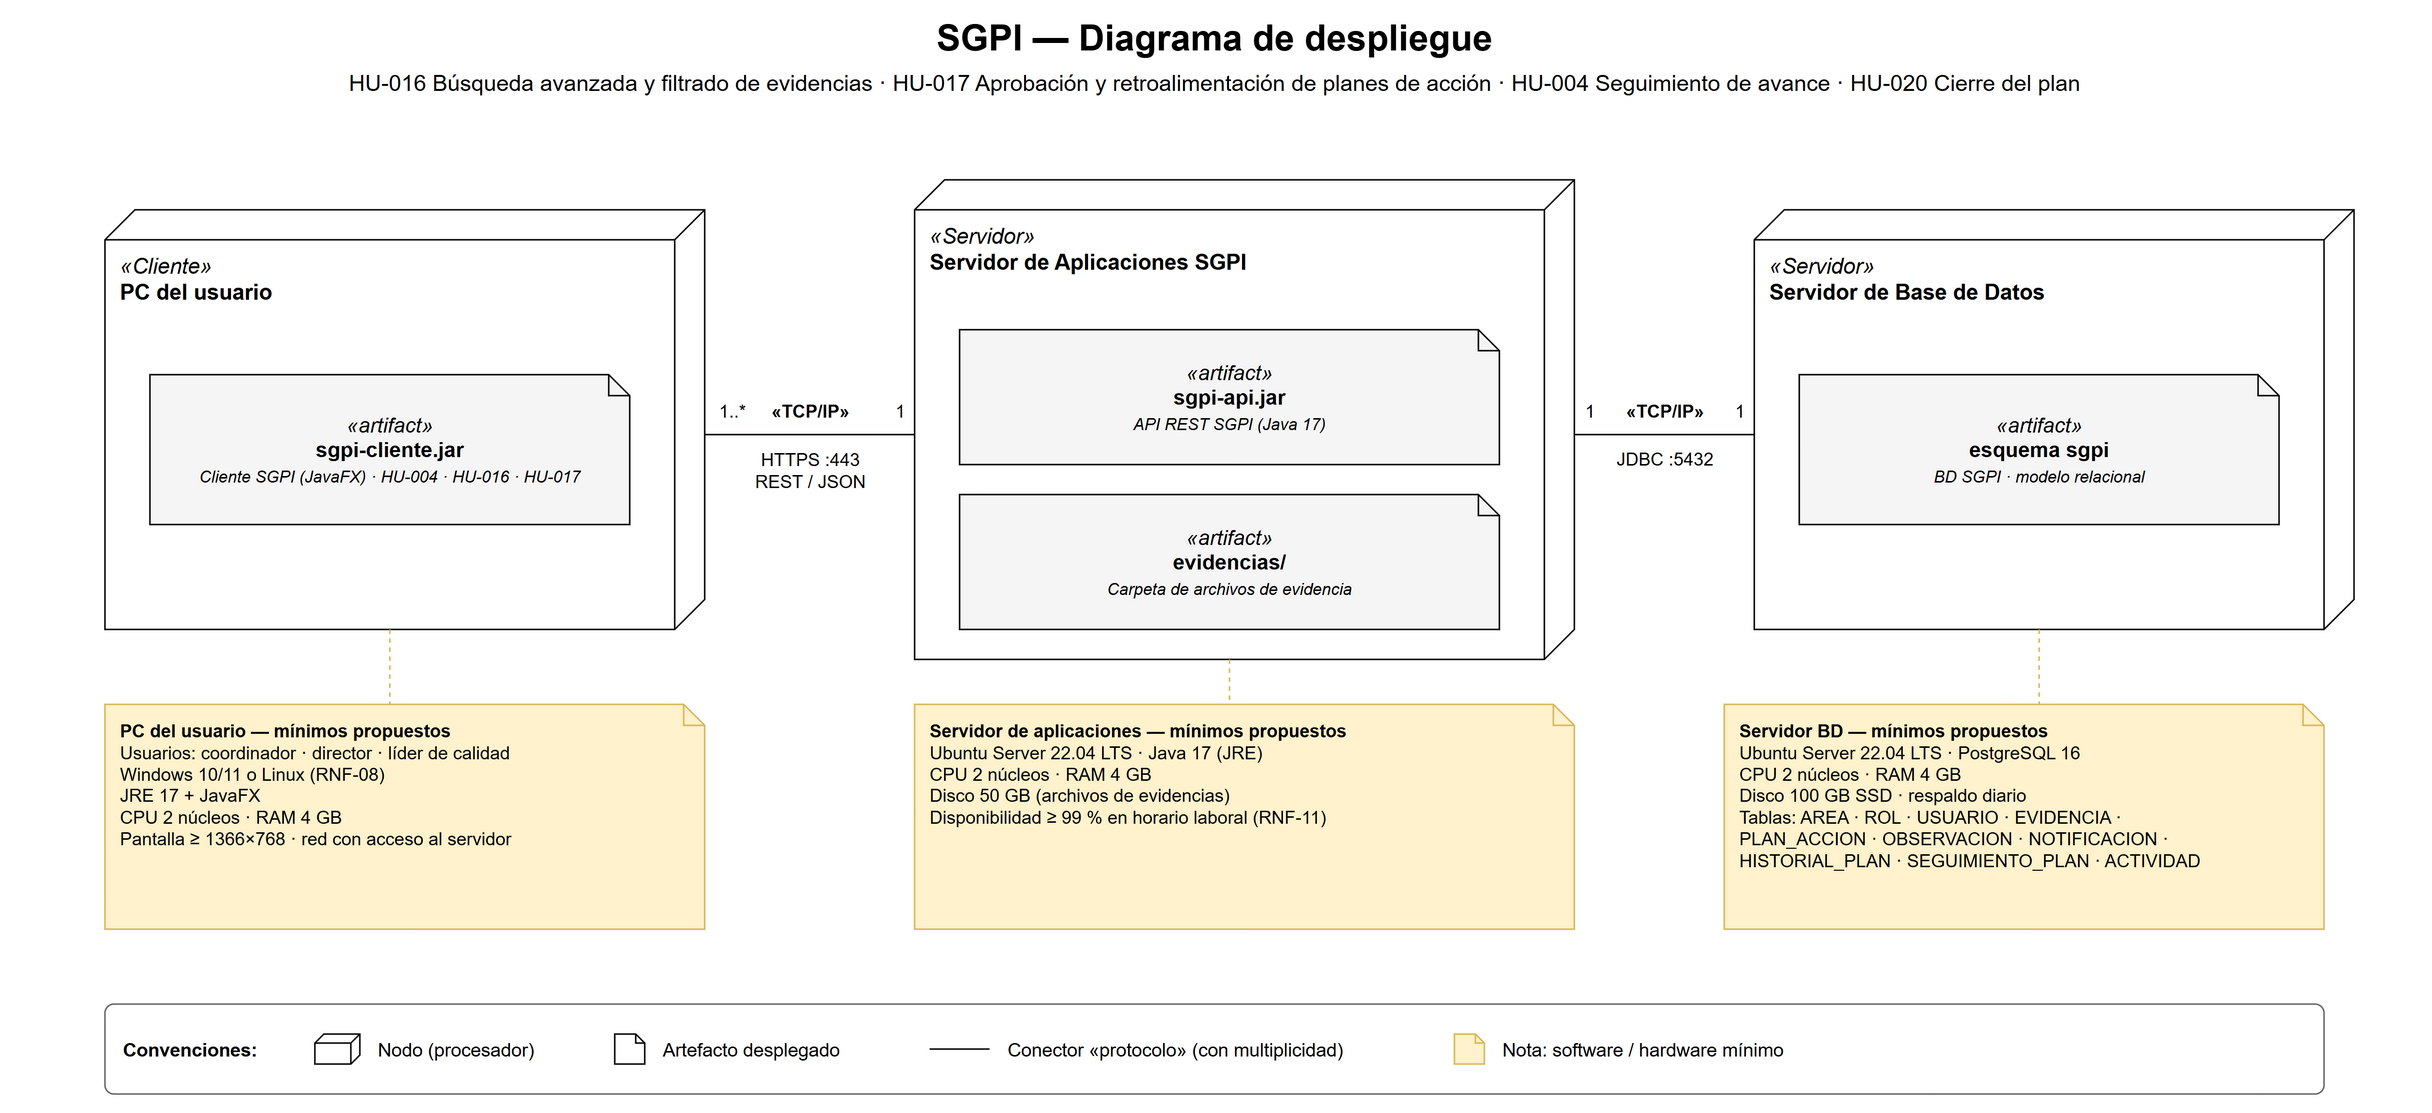 SGPI — Diagrama de despliegue
HU-016 Búsqueda avanzada y filtrado de evidencias · HU-017 Aprobación y retroalimentación de planes de acción · HU-004 Seguimiento de avance · HU-020 Cierre del plan
«Cliente»
PC del usuario
«artifact»
sgpi-cliente.jar
Cliente SGPI (JavaFX) · HU-004 · HU-016 · HU-017
1..*
«TCP/IP»
1
HTTPS :443
REST / JSON
«Servidor»
Servidor de Aplicaciones SGPI
«artifact»
sgpi-api.jar
API REST SGPI (Java 17)
«artifact»
evidencias/
Carpeta de archivos de evidencia
1
«TCP/IP»
1
JDBC :5432
«Servidor»
Servidor de Base de Datos
«artifact»
esquema sgpi
BD SGPI · modelo relacional
PC del usuario — mínimos propuestos
Usuarios: coordinador · director · líder de calidad
Windows 10/11 o Linux (RNF-08)
JRE 17 + JavaFX
CPU 2 núcleos · RAM 4 GB
Pantalla ≥ 1366×768 · red con acceso al servidor
Servidor de aplicaciones — mínimos propuestos
Ubuntu Server 22.04 LTS · Java 17 (JRE)
CPU 2 núcleos · RAM 4 GB
Disco 50 GB (archivos de evidencias)
Disponibilidad ≥ 99 % en horario laboral (RNF-11)
Servidor BD — mínimos propuestos
Ubuntu Server 22.04 LTS · PostgreSQL 16
CPU 2 núcleos · RAM 4 GB
Disco 100 GB SSD · respaldo diario
Tablas: AREA · ROL · USUARIO · EVIDENCIA ·
PLAN_ACCION · OBSERVACION · NOTIFICACION ·
HISTORIAL_PLAN · SEGUIMIENTO_PLAN · ACTIVIDAD
Convenciones:
Nodo (procesador)
Artefacto desplegado
Conector «protocolo» (con multiplicidad)
Nota: software / hardware mínimo